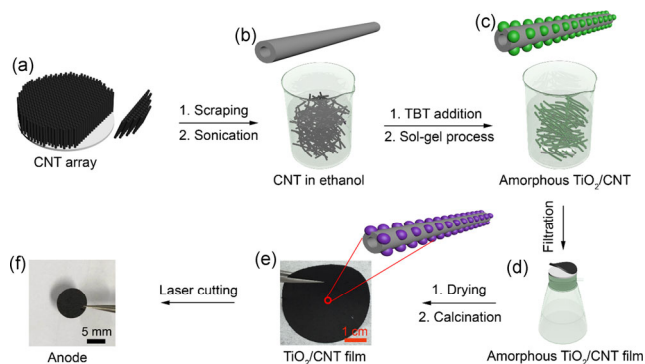 (a)
CNT array
1. Scraping
2. Sonication
(b)
CNT in ethanol
1. TBT addition
2. Sol-gel process
(c)
Amorphous TiO₂/CNT
Filtration
(d)
Amorphous TiO₂/CNT film
1. Drying
2. Calcination
(e)
1 cm
TiO₂/CNT film
Laser cutting
(f)
5 mm
Anode